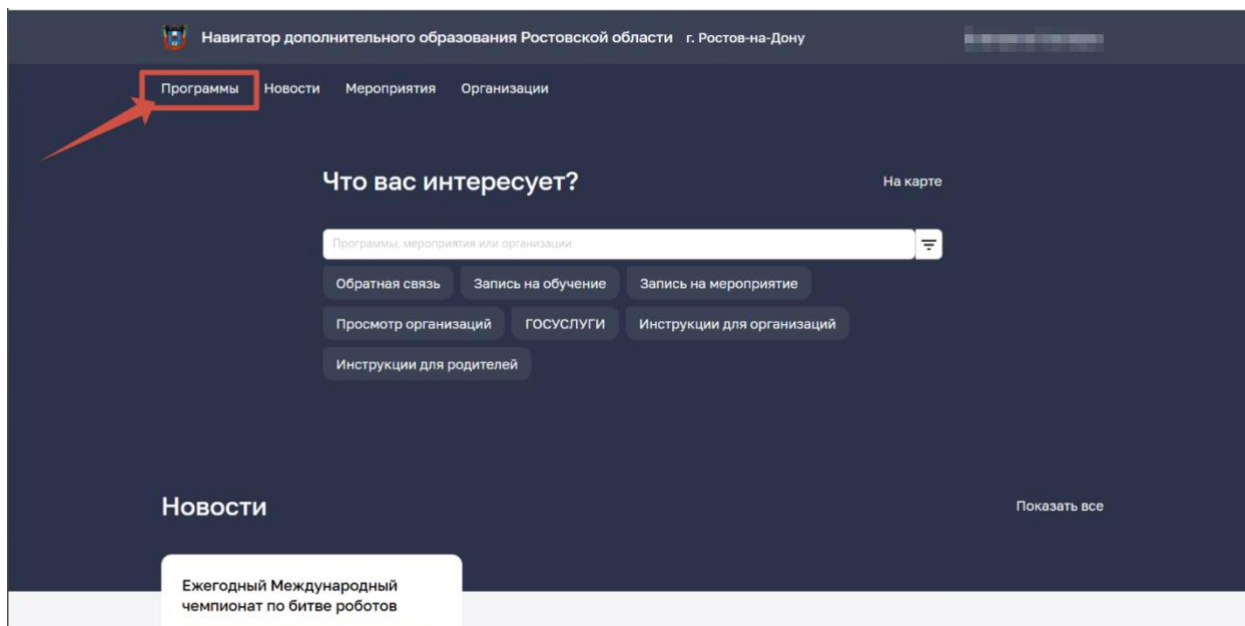 Навигатор дополнительного образования Ростовской области г. Ростов-на-Дону
Программы Новости Мероприятия Организации
Что вас интересует? На карте
Программы, мероприятия или организации
Обратная связь Запись на обучение Запись на мероприятие
Просмотр организаций ГОСУСЛУГИ Инструкции для организаций
Инструкции для родителей
Новости Показать все
Ежегодный Международный
чемпионат по битве роботов